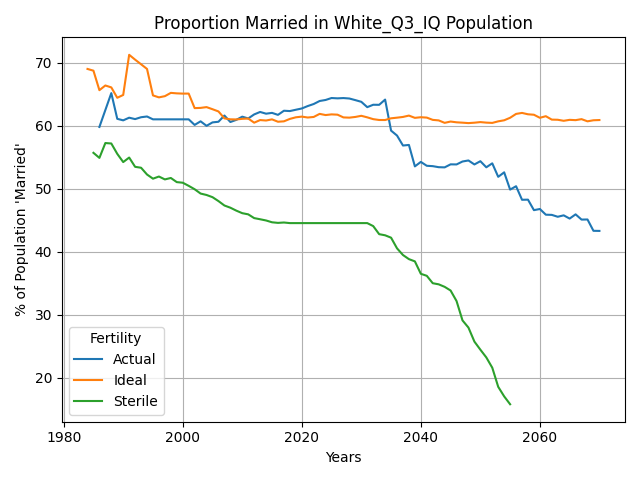 Proportion Married in White_Q3_IQ Population
% of Population 'Married'
70
60
50
40
30
20
Fertility
Actual
Ideal
Sterile
1980
2000
2020
2040
2060
Years